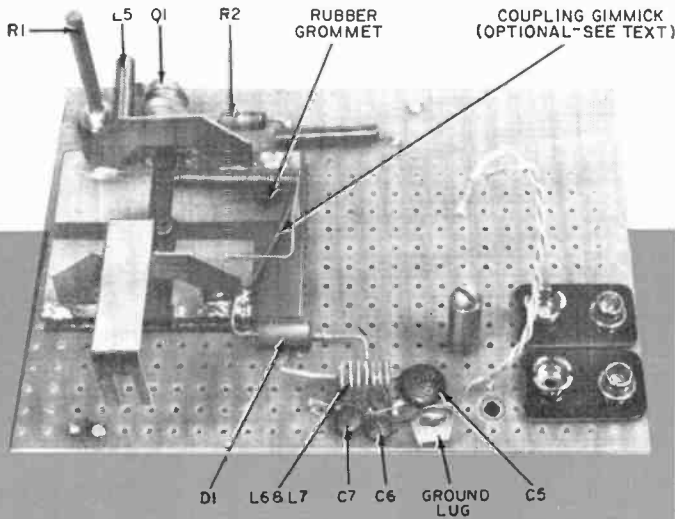 R1
L5
Q1
R2
RUBBER
GROMMET
COUPLING GIMMICK
(OPTIONAL-SEE TEXT)
D1
L6&L7
C7
C6
GROUND
LUG
C5